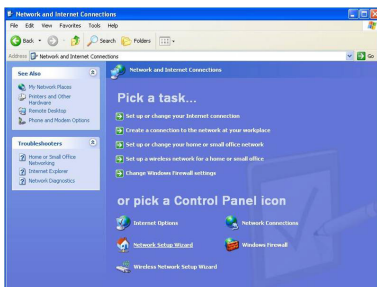 Network and Internet Connections
File Edit View Favorites Tools Help
Back Search Folders
Address Network and Internet Connections Go
See Also
My Network Places
Printers and Other Hardware
Remote Desktop
Phone and Modem Options
Troubleshooters
Home or Small Office Networking
Internet Explorer
Network Diagnostics
Network and Internet Connections
Pick a task...
Set up or change your Internet connection
Create a connection to the network at your workplace
Set up or change your home or small office network
Set up a wireless network for a home or small office
Change Windows Firewall settings
or pick a Control Panel icon
Internet Options Network Connections
Network Setup Wizard Windows Firewall
Wireless Network Setup Wizard